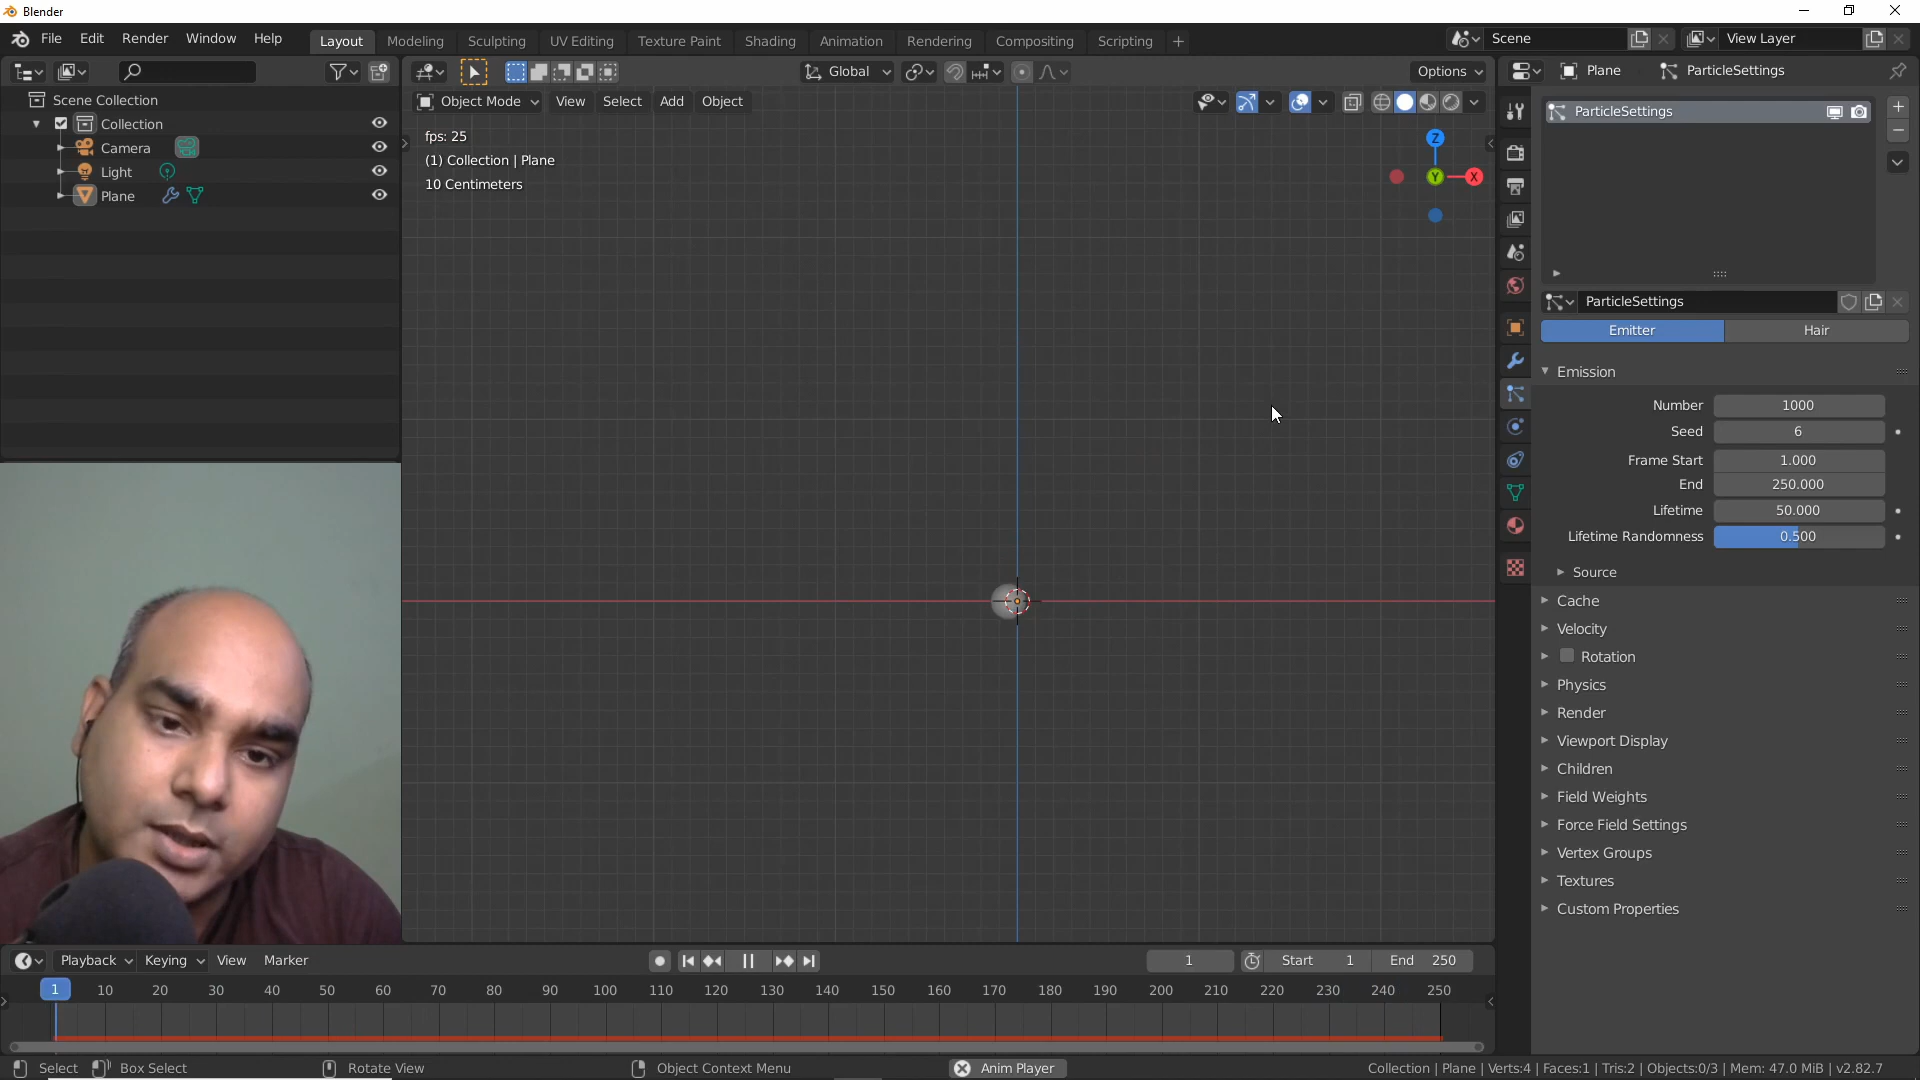 Blender
File Edit Render Window Help
Layout Modeling Sculpting UV Editing Texture Paint Shading Animation Rendering Compositing Scripting +
Scene
View Layer
Global
Options
Plane ParticleSettings
Scene Collection
Object Mode View Select Add Object
ParticleSettings
Collection
Camera
Light
Plane
fps: 25
(1) Collection | Plane
10 Centimeters
Z
Y
X
ParticleSettings
Emitter Hair
Emission
Number 1000
Seed 6
Frame Start 1.000
End 250.000
Lifetime 50.000
Lifetime Randomness 0.500
Source
Cache
Velocity
Rotation
Physics
Render
Viewport Display
Children
Field Weights
Force Field Settings
Vertex Groups
Textures
Custom Properties
Playback Keying View Marker
1 Start 1 End 250
1 10 20 30 40 50 60 70 80 90 100 110 120 130 140 150 160 170 180 190 200 210 220 230 240 250
Select Box Select Rotate View Object Context Menu Anim Player Collection | Plane | Verts:4 | Faces:1 | Tris:2 | Objects:0/3 | Mem: 47.0 MiB | v2.82.7